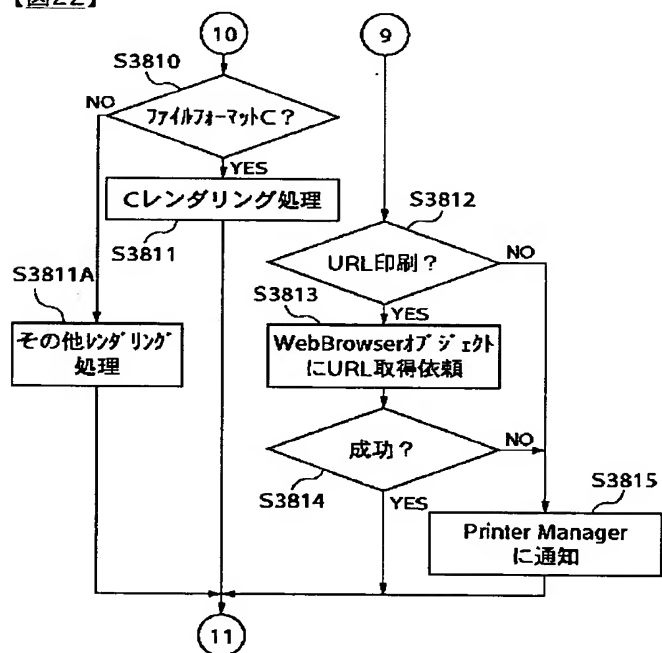 【図22】
10
9
S3810
NO
ファイルフォーマットC?
YES
Cレンダリング処理
S3811
S3812
URL印刷?
NO
S3811A
S3813
YES
その他レンダリング
処理
WebBrowserオブジェクト
にURL取得依頼
成功?
NO
S3814
YES
S3815
Printer Manager
に通知
11